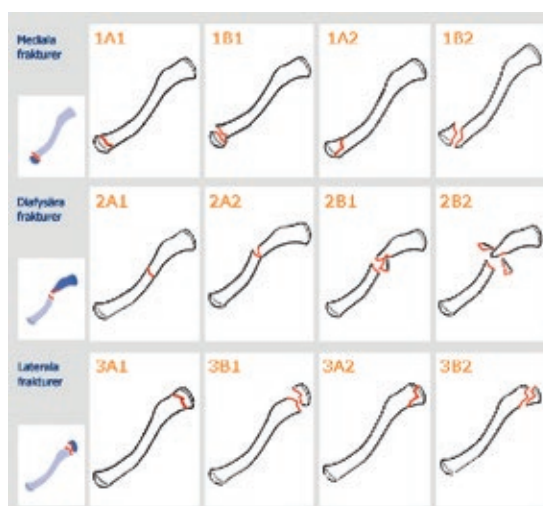 Mediala
frakturer
1A1
1B1
1A2
1B2
Diafysära
frakturer
2A1
2A2
2B1
2B2
Laterala
frakturer
3A1
3B1
3A2
3B2